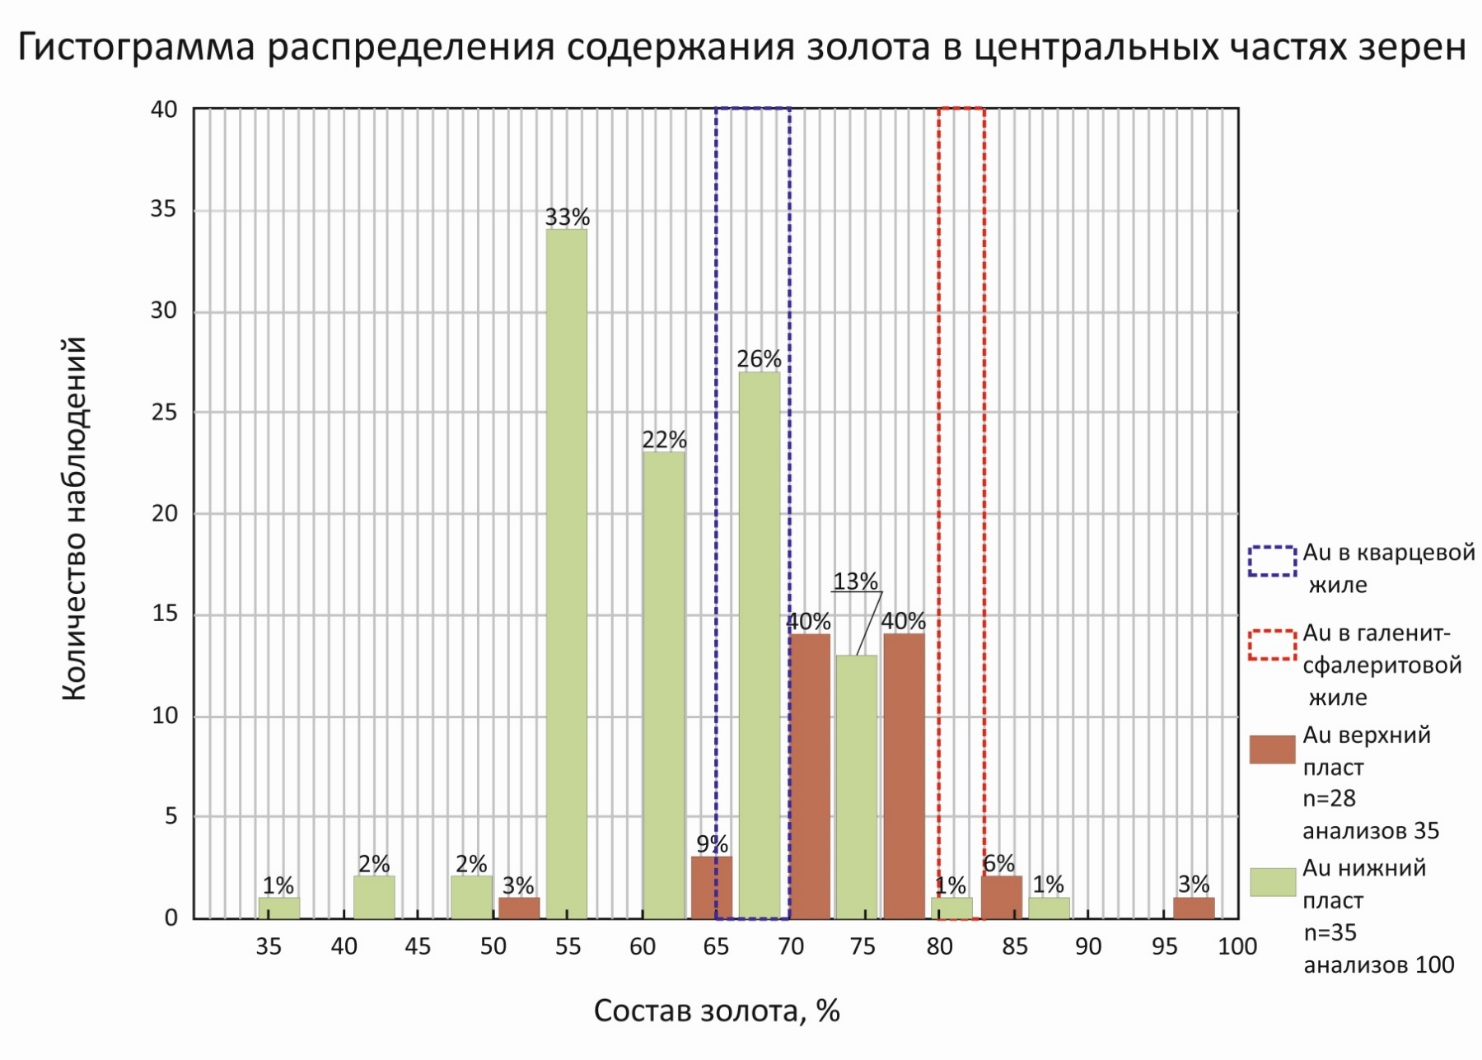 Гистограмма распределения содержания золота в центральных частях зерен
Количество наблюдений
40
35
30
25
20
15
10
5
0
1%
2%
2%
3%
33%
22%
9%
26%
40%
13%
40%
1%
6%
1%
3%
35 40 45 50 55 60 65 70 75 80 85 90 95 100
Состав золота, %
Au в кварцевой
жиле
Au в галенит-
сфалеритовой
жиле
Au верхний
пласт
n=28
анализов 35
Au нижний
пласт
n=35
анализов 100